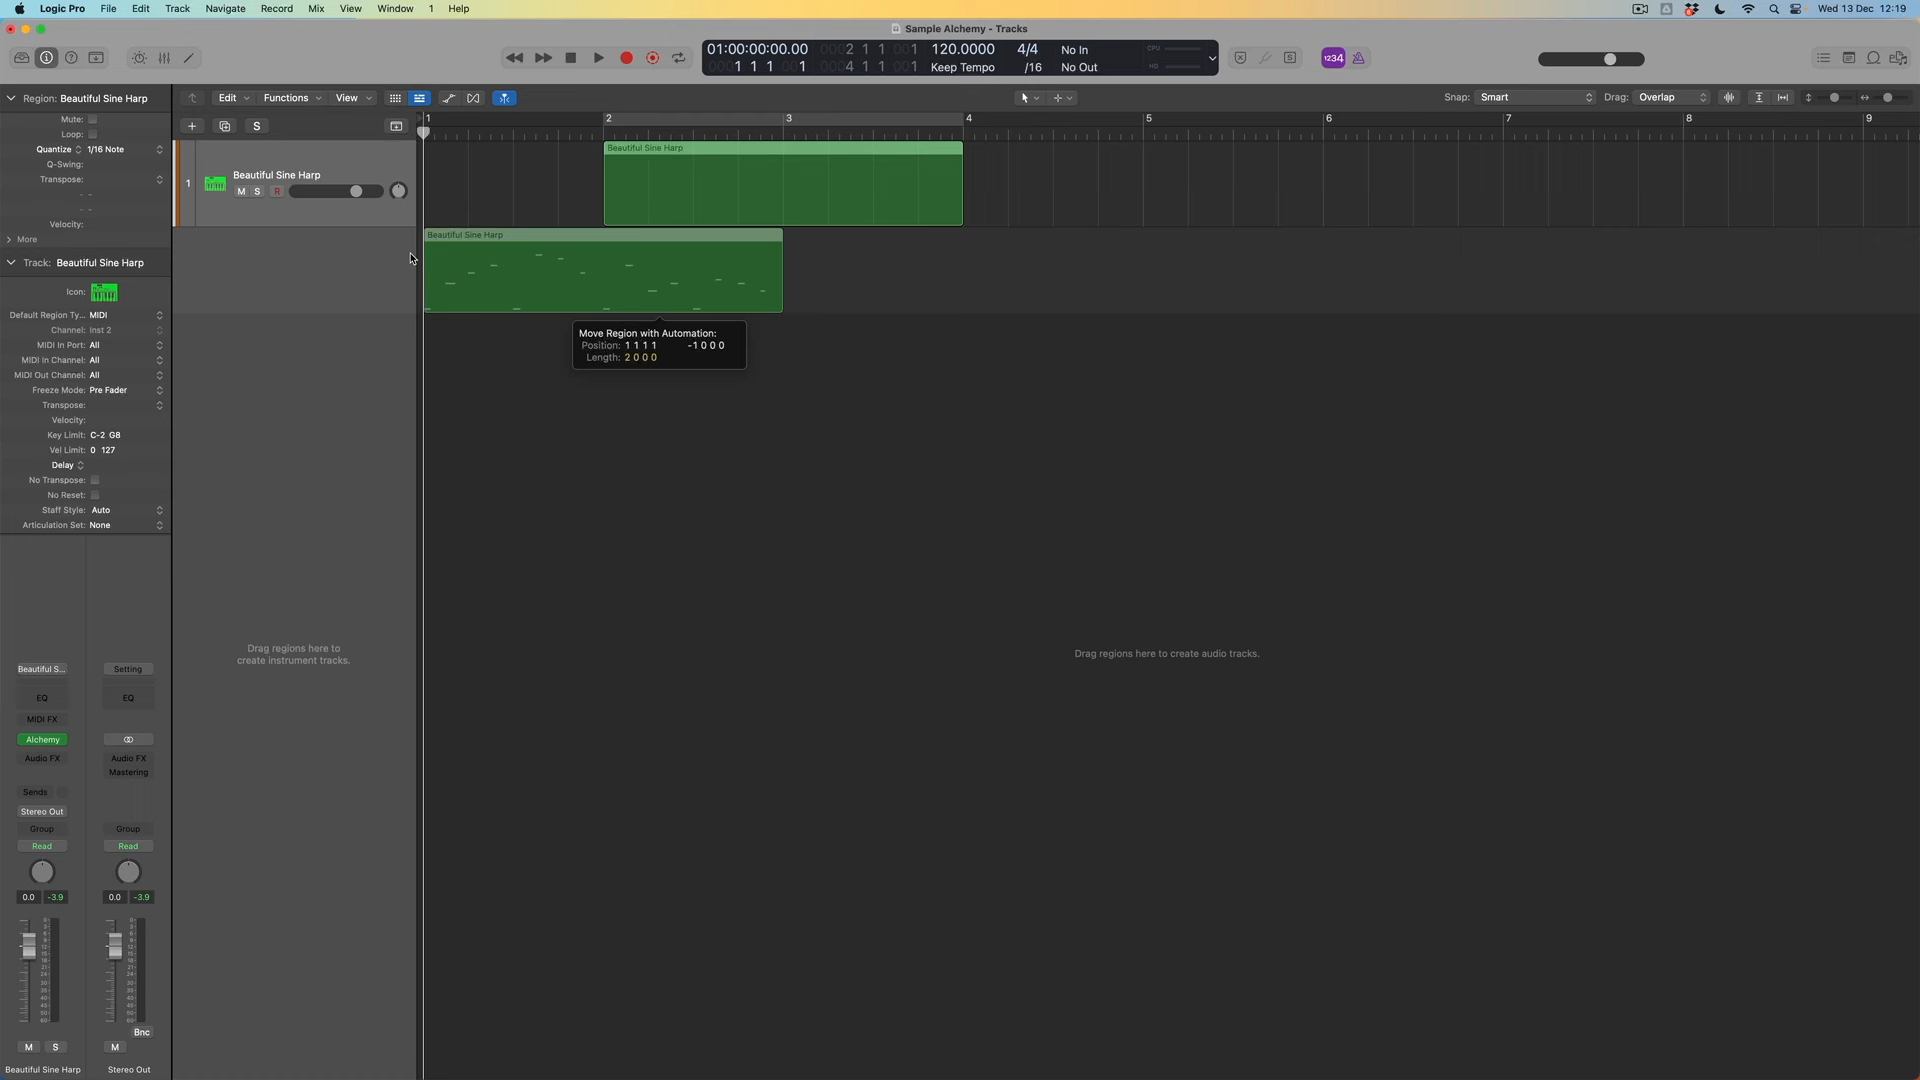 Logic Pro File Edit Track Navigate Record Mix View Window 1 Help
Wed 13 Dec 12:19
Sample Alchemy - Tracks
01:00:00:00.00 0002 1 1 001 120.0000 4/4 No In CPU
0001 1 1 001 0004 1 1 001 Keep Tempo /16 No Out HD
1234
Region: Beautiful Sine Harp
Edit Functions View
Snap: Smart Drag: Overlap
Mute:
Loop:
Quantize 1/16 Note
Q-Swing:
Transpose:
Velocity:
More
Track: Beautiful Sine Harp
Icon:
Default Region Ty... MIDI
Channel: Inst 2
MIDI In Port: All
MIDI In Channel: All
MIDI Out Channel: All
Freeze Mode: Pre Fader
Transpose:
Velocity:
Key Limit: C-2 G8
Vel Limit: 0 127
Delay
No Transpose:
No Reset:
Staff Style: Auto
Articulation Set: None
S
1 2 3 4 5 6 7 8 9
1
Beautiful Sine Harp
M S R
Beautiful Sine Harp
Beautiful Sine Harp
Move Region with Automation:
Position: 1 1 1 1 -1 0 0 0
Length: 2 0 0 0
Drag regions here to
create instrument tracks.
Drag regions here to create audio tracks.
Beautiful S... Setting
EQ EQ
MIDI FX
Alchemy
Audio FX Audio FX
Mastering
Sends
Stereo Out
Group Group
Read Read
0.0 -3.9 0.0 -3.9
Bnc
M S M
Beautiful Sine Harp Stereo Out